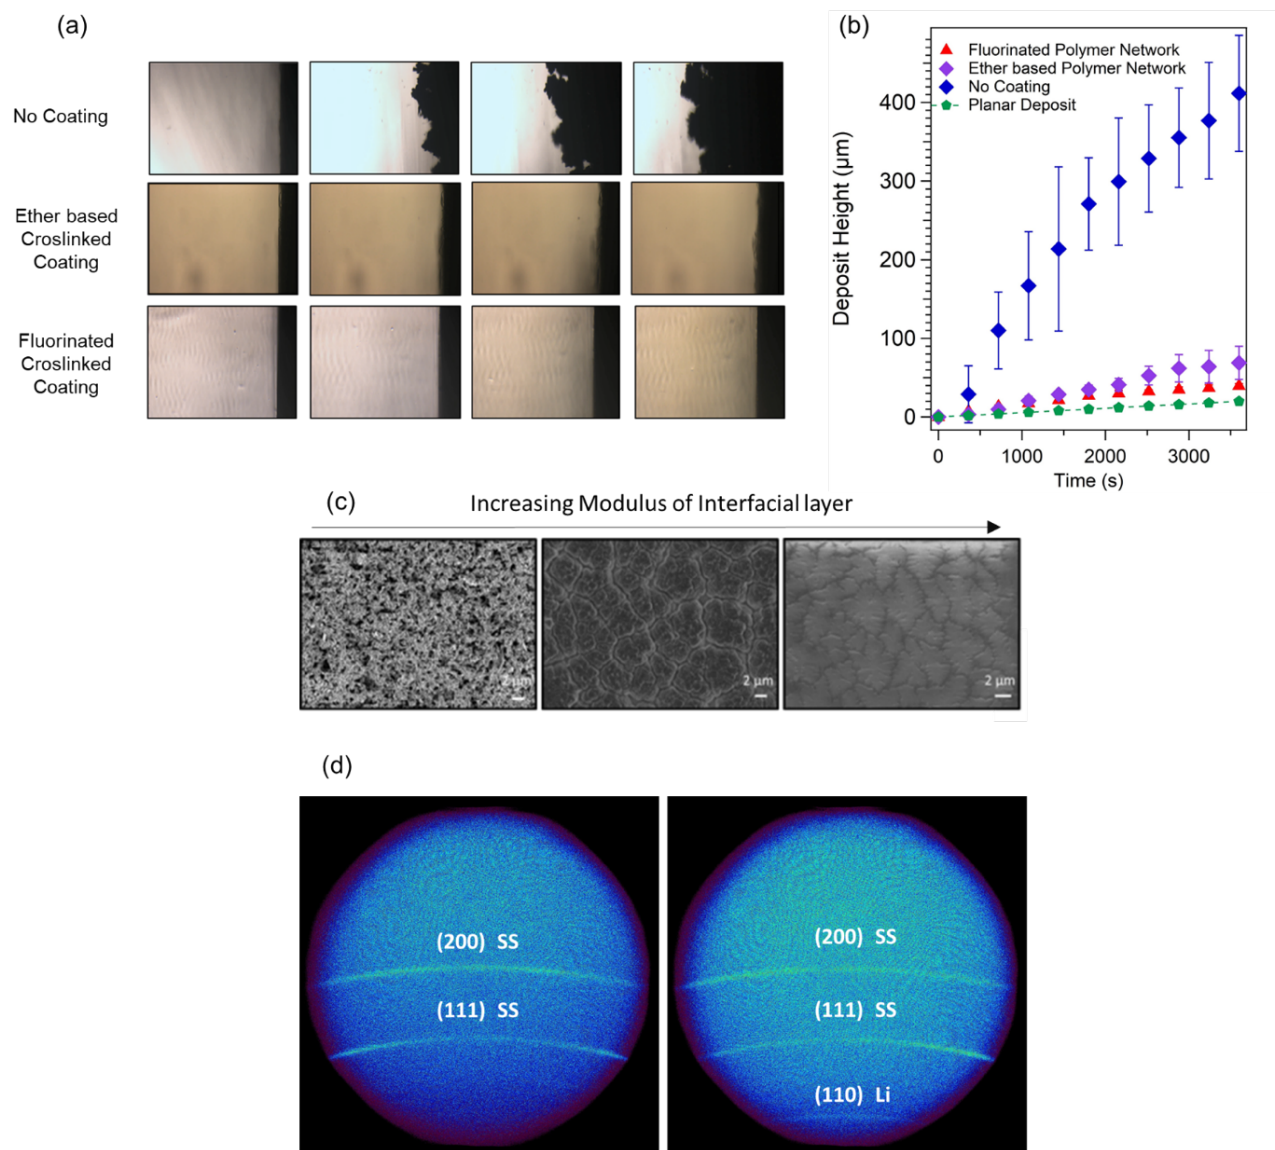 (a)
No Coating
Ether based
Croslinked
Coating
Fluorinated
Croslinked
Coating
(b)
Fluorinated Polymer Network
Ether based Polymer Network
No Coating
Planar Deposit
Deposit Height (µm)
400
300
200
100
0
0
1000
2000
3000
Time (s)
(c)
Increasing Modulus of Interfacial layer
2 µm
2 µm
2 µm
(d)
(200) SS
(111) SS
(200) SS
(111) SS
(110) Li